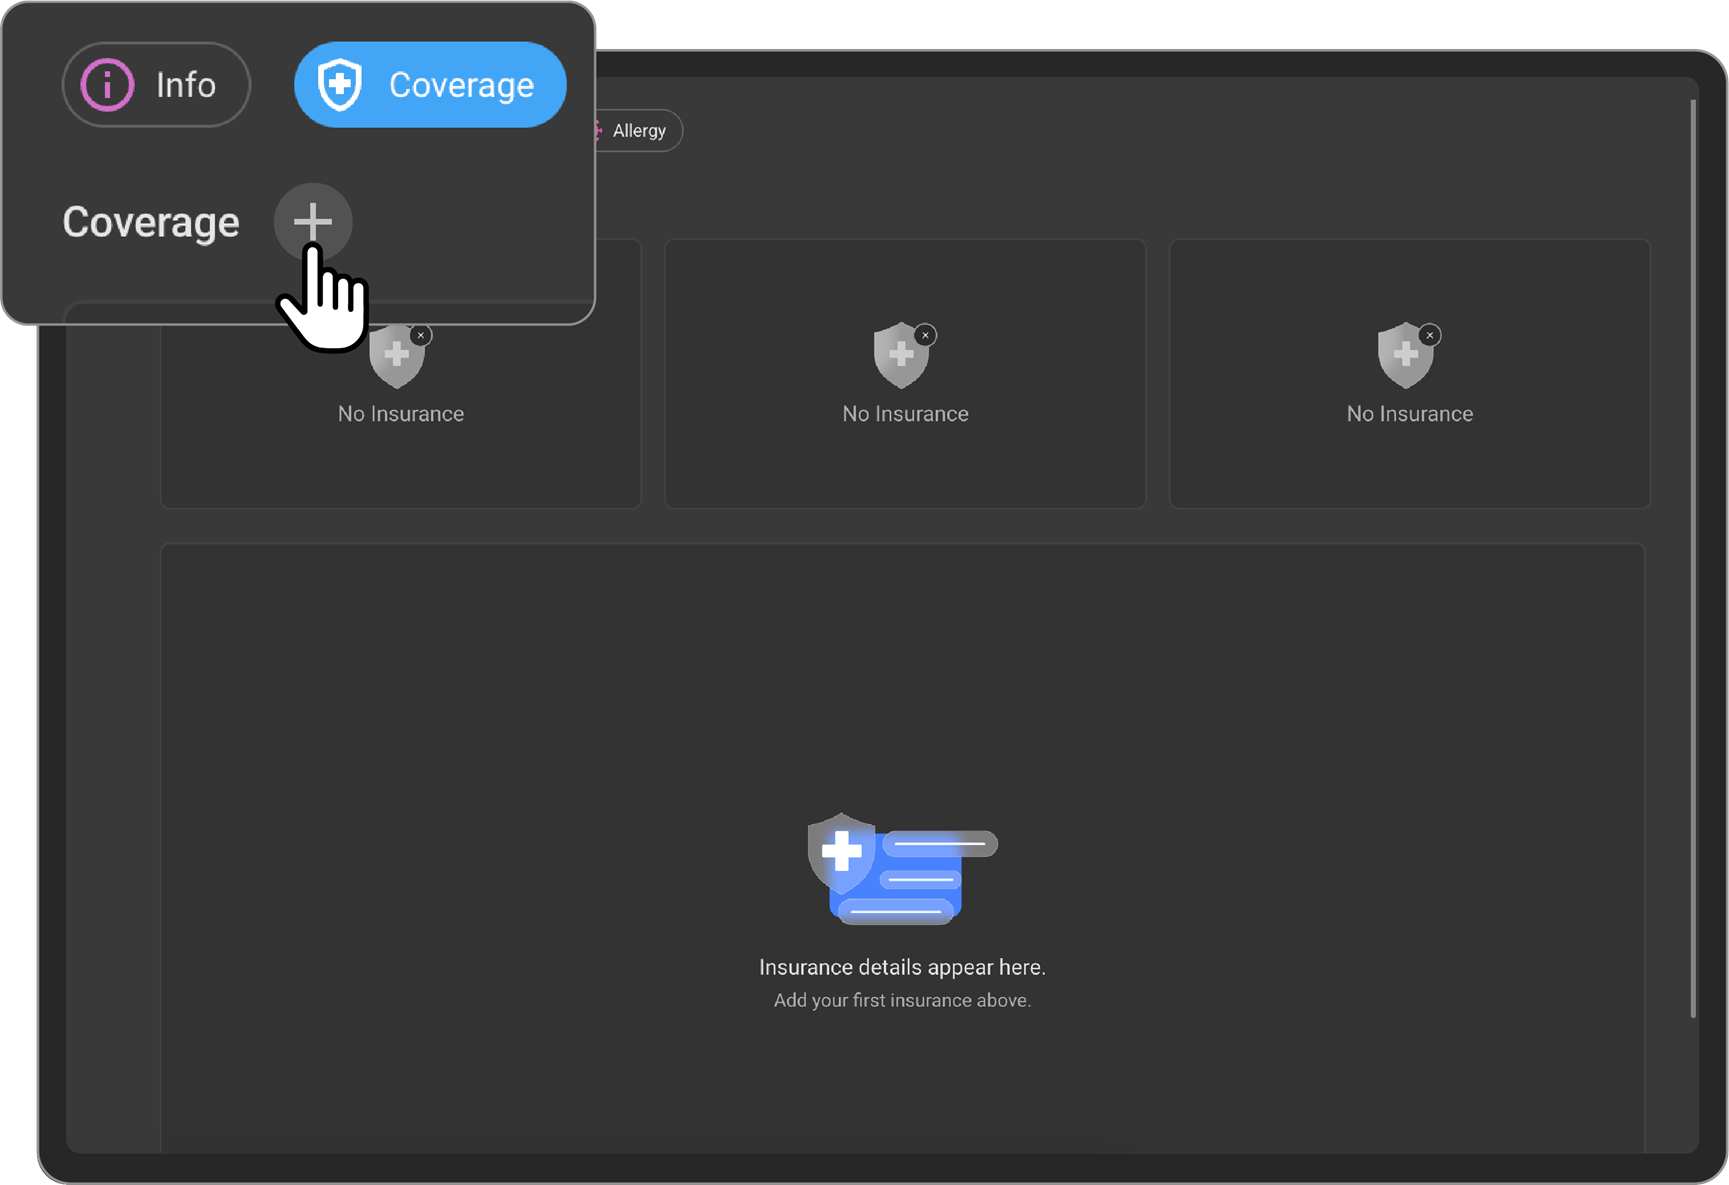 Info
Coverage
Allergy
Coverage
No Insurance
No Insurance
No Insurance
Insurance details appear here.
Add your first insurance above.